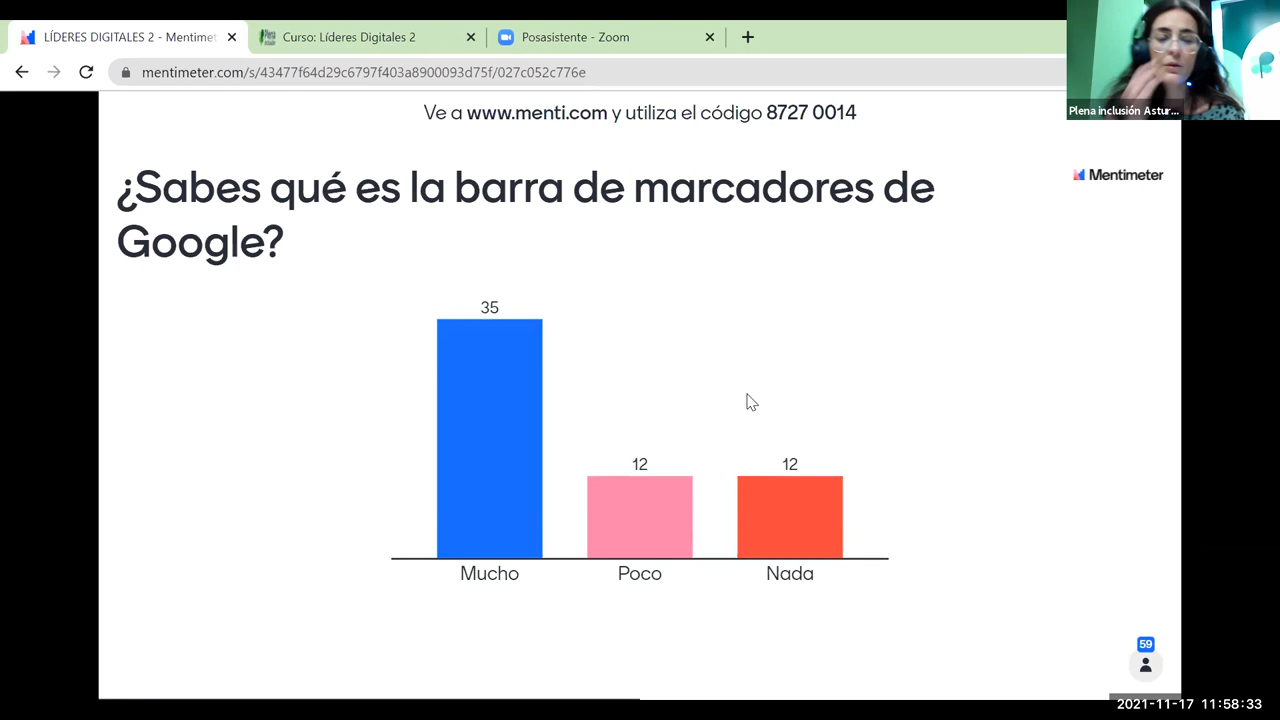 LÍDERES DIGITALES 2 - Mentimet
Curso: Líderes Digitales 2
Posasistente - Zoom
mentimeter.com/s/43477f64d29c6797f403a8900093d75f/027c052c776e
Plena inclusión Astur...
Ve a www.menti.com y utiliza el código 8727 0014
Mentimeter
¿Sabes qué es la barra de marcadores de
Google?
35
12
12
Mucho
Poco
Nada
59
2021-11-17 11:58:33